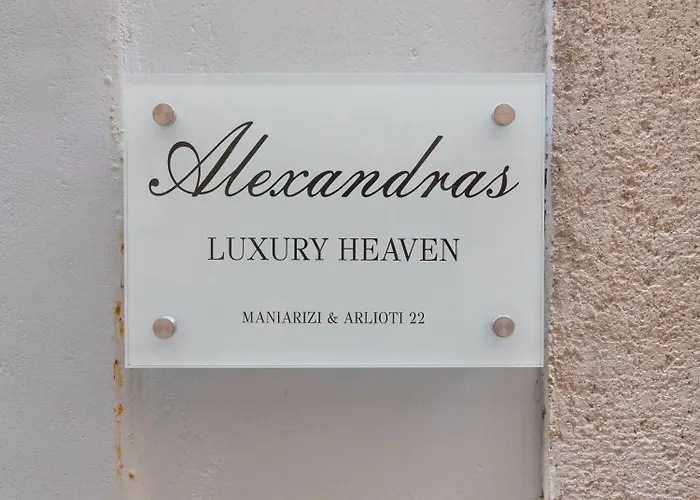 Alexandras
LUXURY HEAVEN
MANIARIZI & ARLIOTI 22